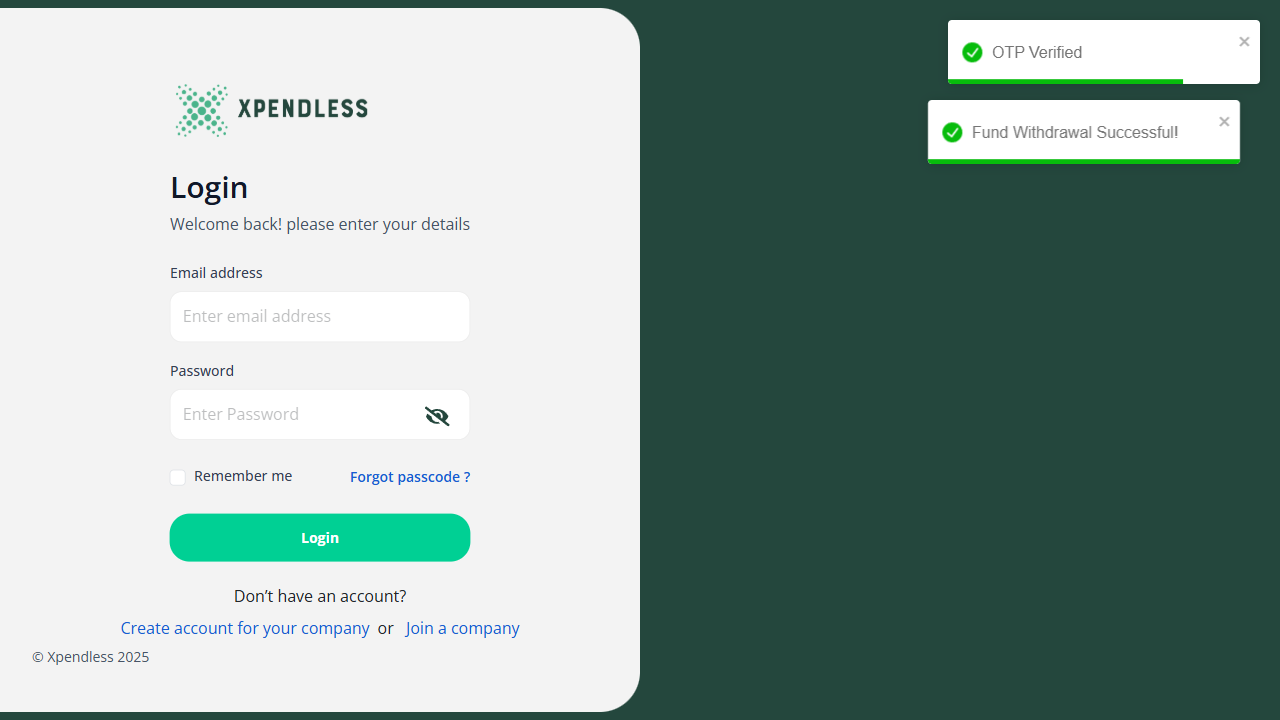 XPENDLESS
Login
Welcome back! please enter your details
Email address
Enter email address
Password
Enter Password
Remember me
Forgot passcode ?
Login
Don’t have an account?
Create account for your company or Join a company
© Xpendless 2025
OTP Verified
Fund Withdrawal Successful!